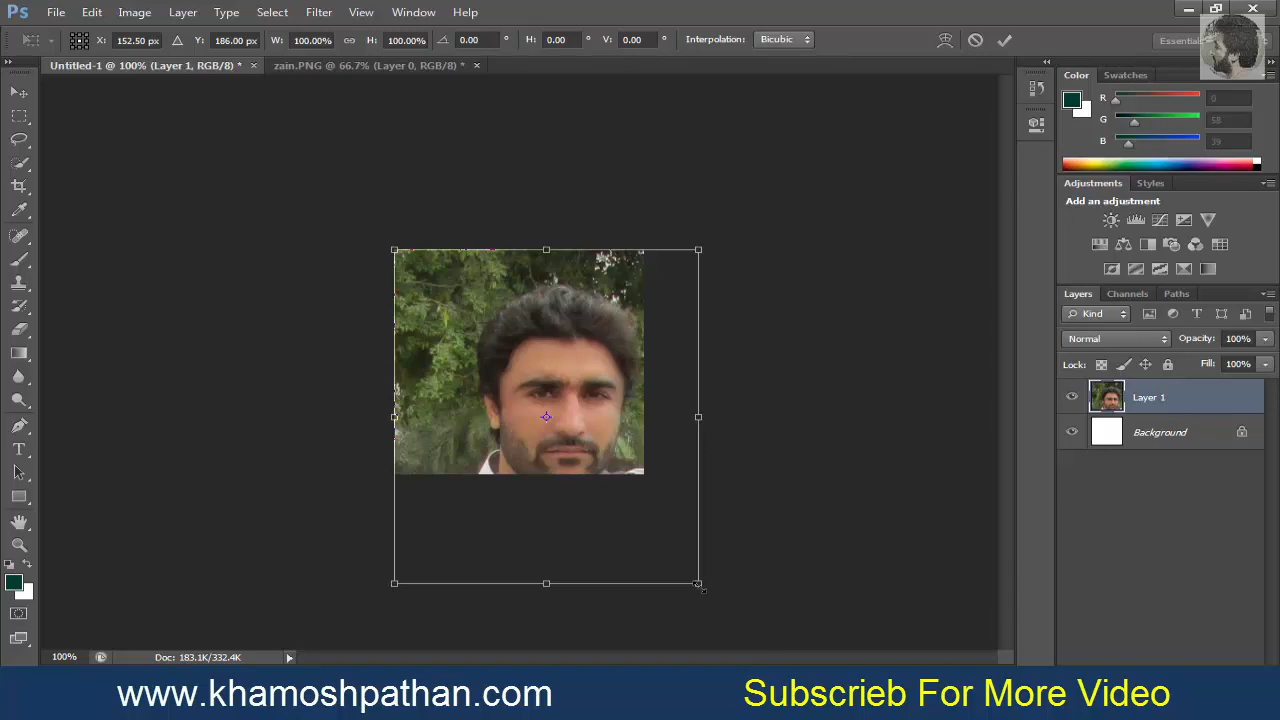 Ps File Edit Image Layer Type Select Filter View Window Help
X: 152.50 px Y: 186.00 px W: 100.00% H: 100.00% 0.00 ° H: 0.00 ° V: 0.00 ° Interpolation: Bicubic
Untitled-1 @ 100% (Layer 1, RGB/8) * × zain.PNG @ 66.7% (Layer 0, RGB/8) * ×
Color Swatches
R 0
G 58
B 39
Adjustments Styles
Add an adjustment
Layers Channels Paths
Kind
Normal Opacity: 100%
Lock: Fill: 100%
Layer 1
Background
100% Doc: 183.1K/332.4K
www.khamoshpathan.com Subscrieb For More Video